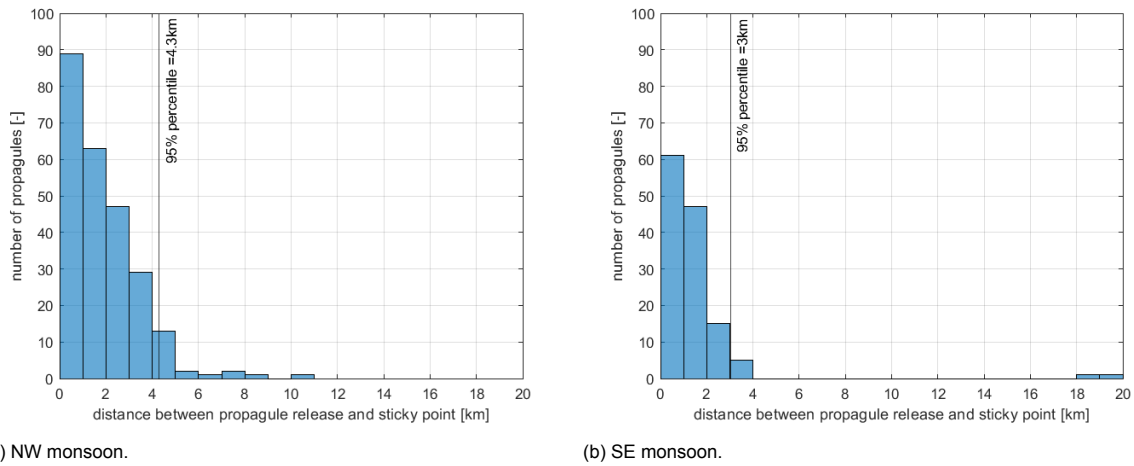 100
90
80
70
60
50
40
30
20
10
0
number of propagules [-]
95% percentile =4.3km
0 2 4 6 8 10 12 14 16 18 20
distance between propagule release and sticky point [km]
) NW monsoon.
100
90
80
70
60
50
40
30
20
10
0
number of propagules [-]
95% percentile =3km
0 2 4 6 8 10 12 14 16 18 20
distance between propagule release and sticky point [km]
(b) SE monsoon.